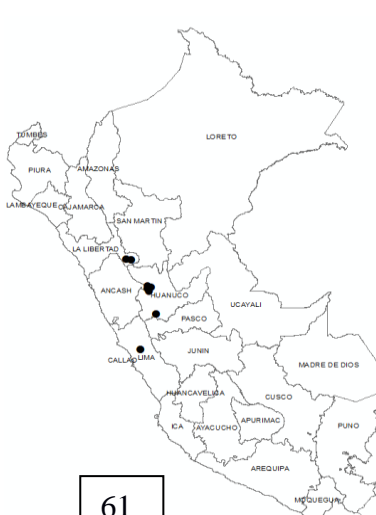 LORETO
TUMBES
PIURA
AMAZONAS
LAMBAYEQUE
CAJAMARCA
SAN MARTIN
LA LIBERTAD
ANCASH
HUANUCO
UCAYALI
PASCO
CALLAO
LIMA
JUNIN
MADRE DE DIOS
HUANCAVELICA
CUSCO
ICA
AYACUCHO
APURIMAC
PUNO
AREQUIPA
MOQUEGUA
61